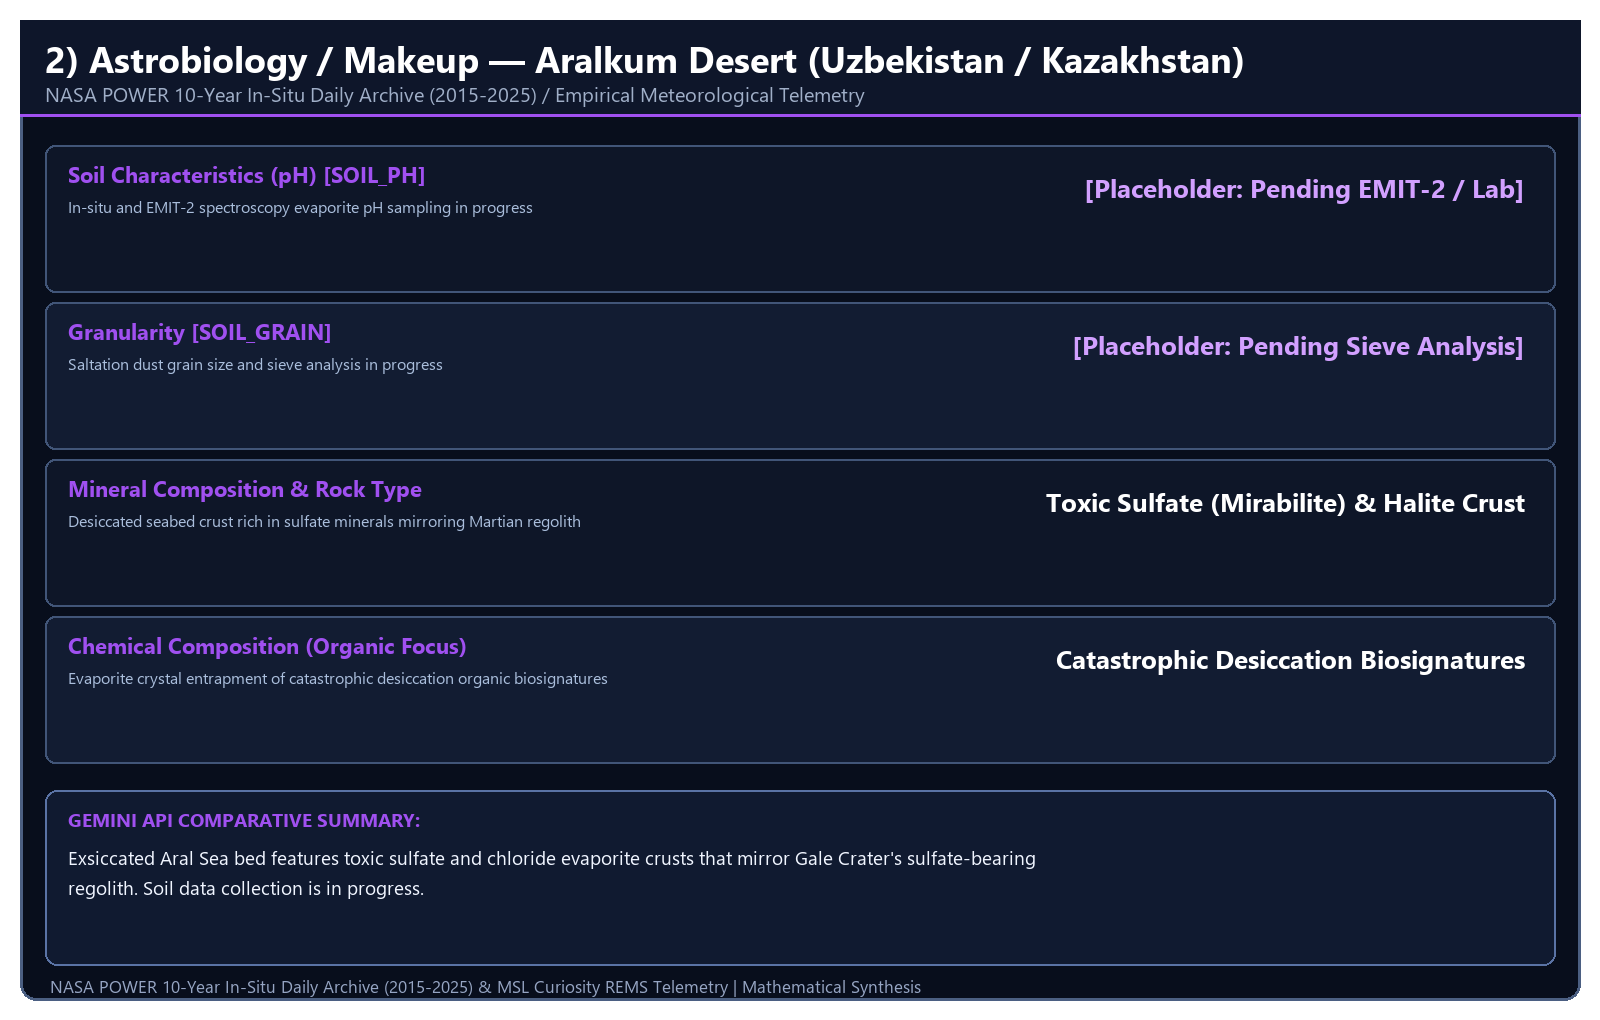 2) Astrobiology / Makeup — Aralkum Desert (Uzbekistan / Kazakhstan)
NASA POWER 10-Year In-Situ Daily Archive (2015-2025) / Empirical Meteorological Telemetry
Soil Characteristics (pH) [SOIL_PH]
[Placeholder: Pending EMIT-2 / Lab]
In-situ and EMIT-2 spectroscopy evaporite pH sampling in progress
Granularity [SOIL_GRAIN]
[Placeholder: Pending Sieve Analysis]
Saltation dust grain size and sieve analysis in progress
Mineral Composition & Rock Type
Toxic Sulfate (Mirabilite) & Halite Crust
Desiccated seabed crust rich in sulfate minerals mirroring Martian regolith
Chemical Composition (Organic Focus)
Catastrophic Desiccation Biosignatures
Evaporite crystal entrapment of catastrophic desiccation organic biosignatures
GEMINI API COMPARATIVE SUMMARY:
Exsiccated Aral Sea bed features toxic sulfate and chloride evaporite crusts that mirror Gale Crater's sulfate-bearing
regolith. Soil data collection is in progress.
NASA POWER 10-Year In-Situ Daily Archive (2015-2025) & MSL Curiosity REMS Telemetry | Mathematical Synthesis